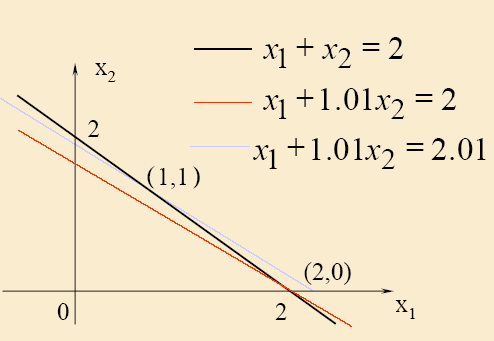 x₁ + x₂ = 2
x₂
x₁ +1.01x₂ = 2
2
x₁ +1.01x₂ = 2.01
(1,1)
(2,0)
0
2
x₁